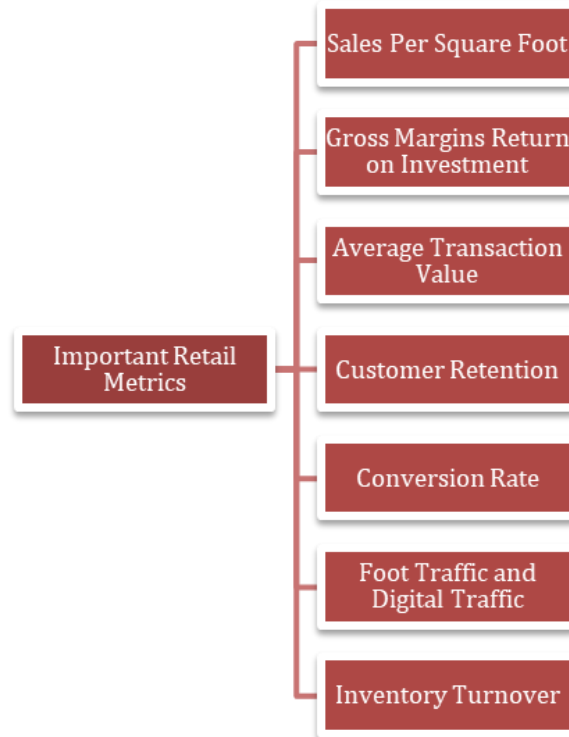 Sales Per Square Foot
Gross Margins Return
on Investment
Average Transaction
Value
Important Retail
Metrics
Customer Retention
Conversion Rate
Foot Traffic and
Digital Traffic
Inventory Turnover